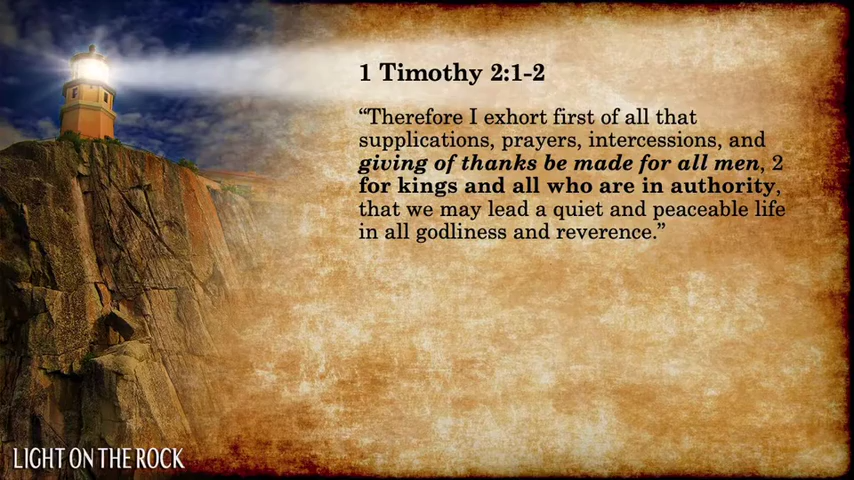 1 Timothy 2:1-2
“Therefore I exhort first of all that
supplications, prayers, intercessions, and
giving of thanks be made for all men, 2
for kings and all who are in authority,
that we may lead a quiet and peaceable life
in all godliness and reverence.”
LIGHT ON THE ROCK